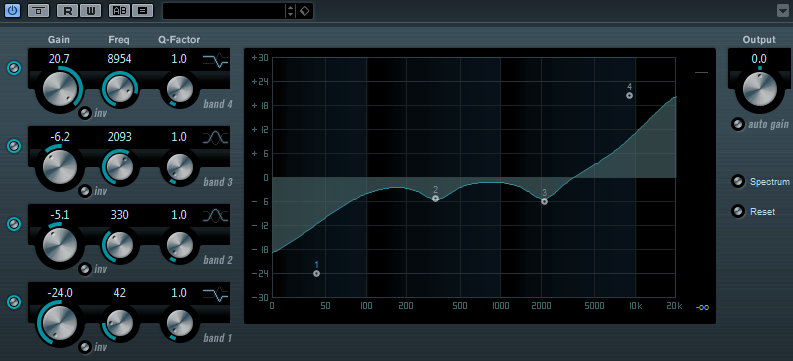 R W AB
Gain Freq Q-Factor Output
20.7 8954 1.0
inv band 4
-6.2 2093 1.0
inv band 3
-5.1 330 1.0
inv band 2
-24.0 42 1.0
inv band 1
+30
+24
+18
+12
+6
0
-6
-12
-18
-24
-30
0 50 100 200 500 1000 2000 5000 10k 20k
1
2
3
4
-∞
0.0
auto gain
Spectrum
Reset